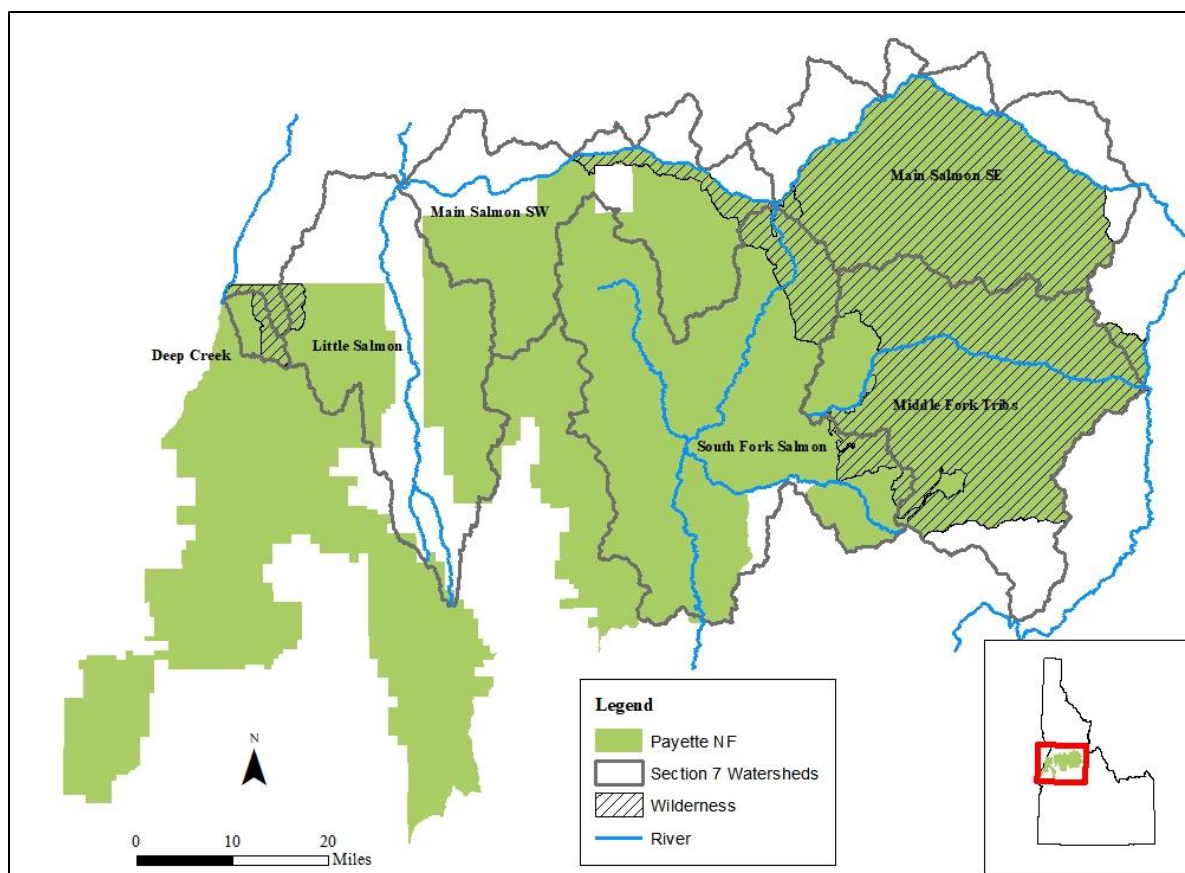 Main Salmon SE
Main Salmon SW
Deep Creek
Little Salmon
Middle Fork Tribs
South Fork Salmon
N
0 10 20
Miles
Legend
Payette NF
Section 7 Watersheds
Wilderness
River